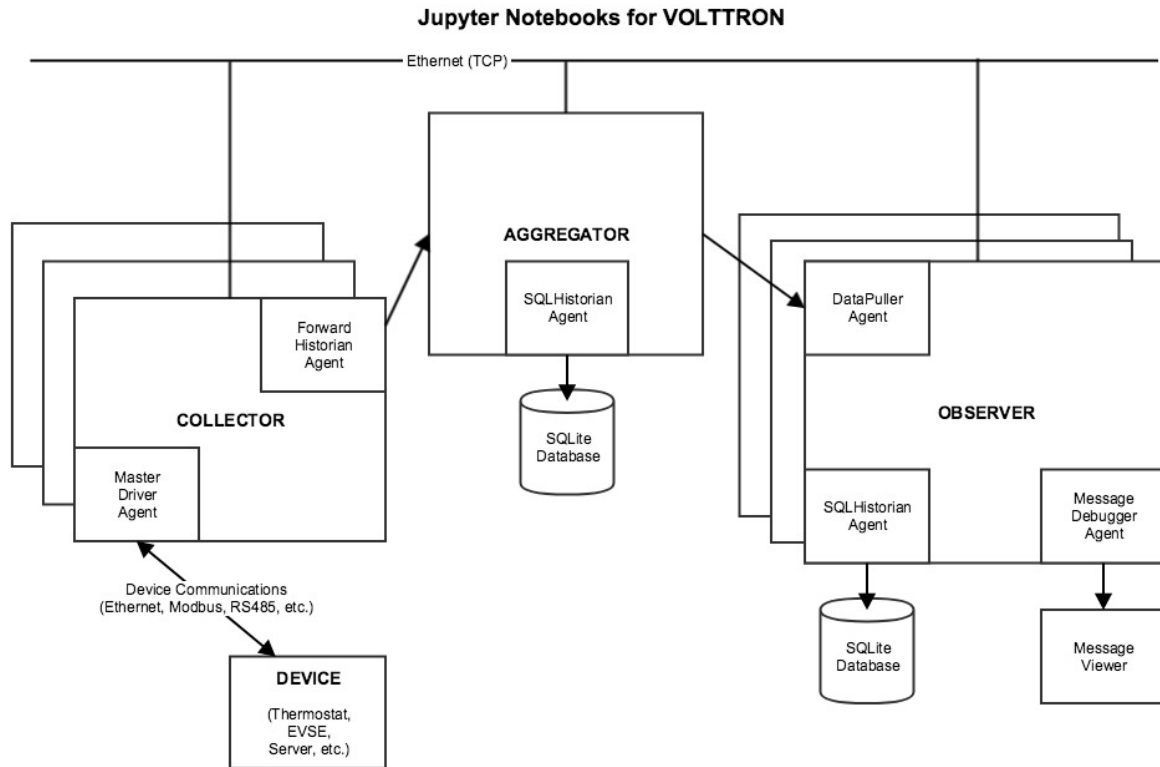 Jupyter Notebooks for VOLTTRON
Ethernet (TCP)
Forward
Historian
Agent
COLLECTOR
Master
Driver
Agent
Device Communications
(Ethernet, Modbus, RS485, etc.)
DEVICE
(Thermostat,
EVSE,
Server, etc.)
AGGREGATOR
SQLHistorian
Agent
SQLite
Database
DataPuller
Agent
OBSERVER
SQLHistorian
Agent
Message
Debugger
Agent
SQLite
Database
Message
Viewer